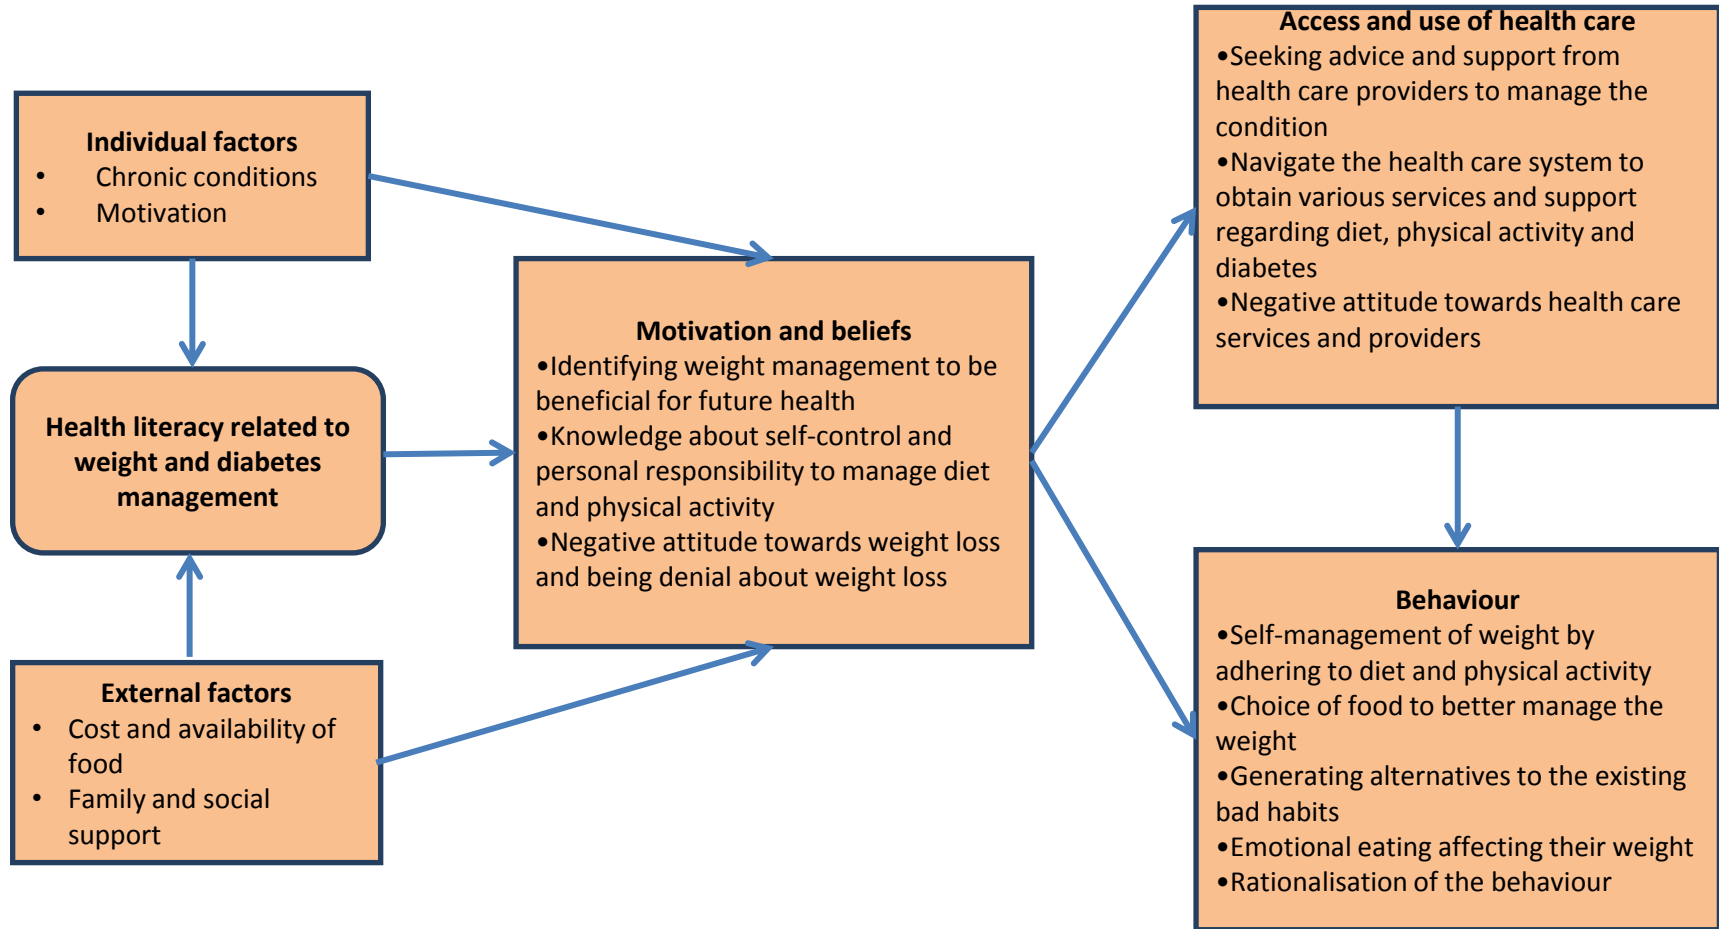 Individual factors
• Chronic conditions
• Motivation
Health literacy related to
weight and diabetes
management
External factors
• Cost and availability of
food
• Family and social
support
Motivation and beliefs
•Identifying weight management to be
beneficial for future health
•Knowledge about self-control and
personal responsibility to manage diet
and physical activity
•Negative attitude towards weight loss
and being denial about weight loss
Access and use of health care
•Seeking advice and support from
health care providers to manage the
condition
•Navigate the health care system to
obtain various services and support
regarding diet, physical activity and
diabetes
•Negative attitude towards health care
services and providers
Behaviour
•Self-management of weight by
adhering to diet and physical activity
•Choice of food to better manage the
weight
•Generating alternatives to the existing
bad habits
•Emotional eating affecting their weight
•Rationalisation of the behaviour